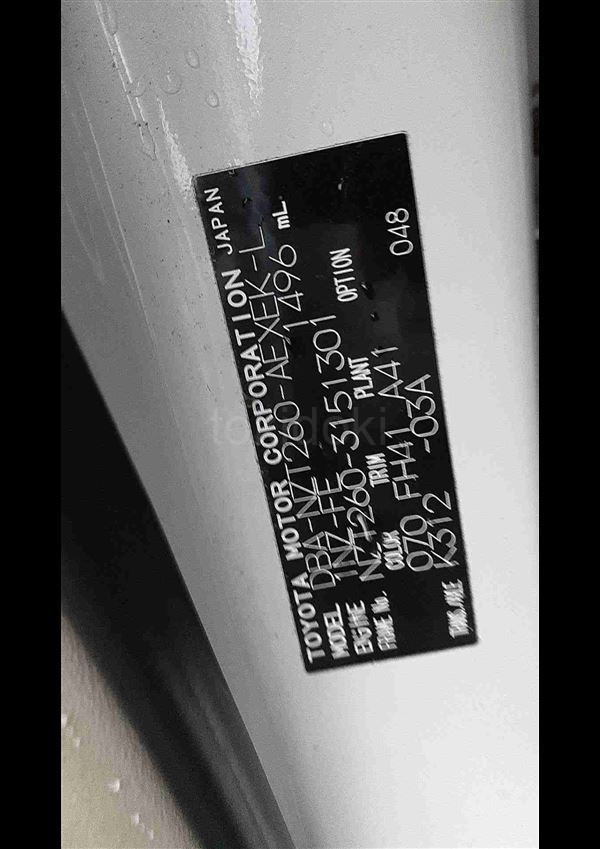 TOYOTA MOTOR CORPORATION JAPAN
MODEL DBA-NZT260-AEXEK-L
ENGINE 1NZ-FE 1496 mL
FRAME No. NZT260-3151301
COLOR TRIM PLANT OPTION
070 FH41 A41 048
TRANS./AXLE K312 -03A